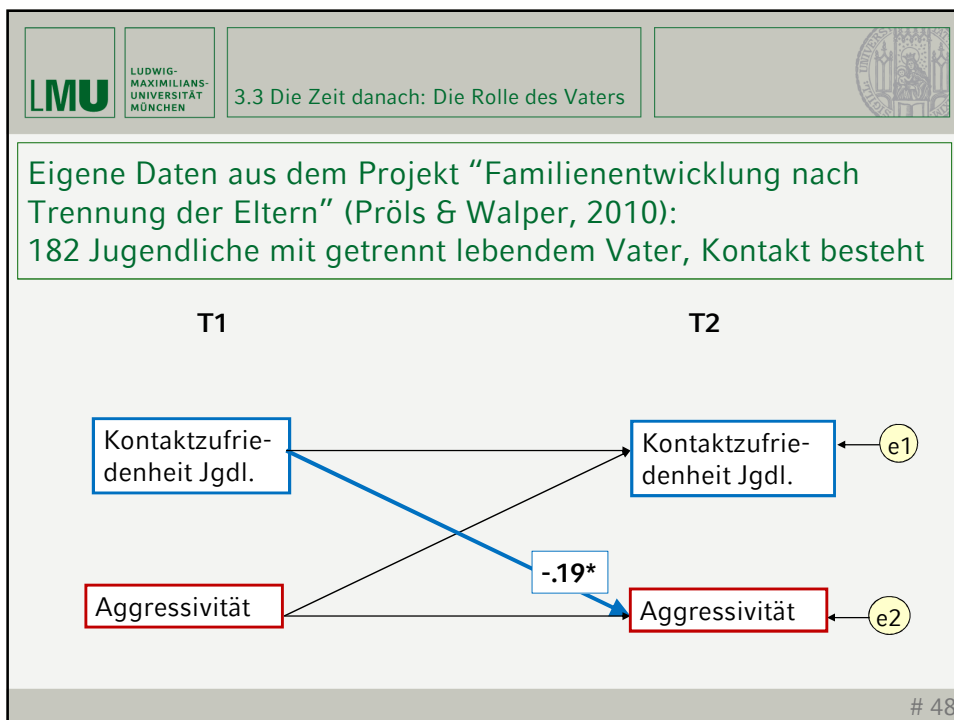 LMU
LUDWIG-
MAXIMILIANS-
UNIVERSITÄT
MÜNCHEN
3.3 Die Zeit danach: Die Rolle des Vaters
Eigene Daten aus dem Projekt “Familienentwicklung nach
Trennung der Eltern” (Pröls & Walper, 2010):
182 Jugendliche mit getrennt lebendem Vater, Kontakt besteht
T1
T2
Kontaktzufrie-
denheit Jgdl.
Kontaktzufrie-
denheit Jgdl.
e1
-.19*
Aggressivität
Aggressivität
e2
# 48